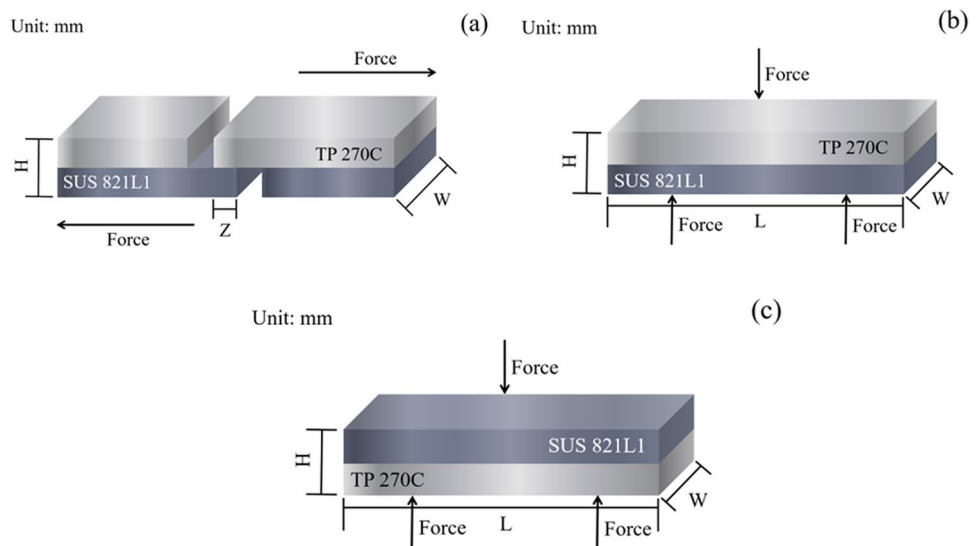 Unit: mm
(a)
Force
H
TP 270C
SUS 821L1
W
Z
Force
Unit: mm
(b)
Force
H
TP 270C
SUS 821L1
W
Force
L
Force
Unit: mm
(c)
Force
H
SUS 821L1
TP 270C
W
Force
L
Force